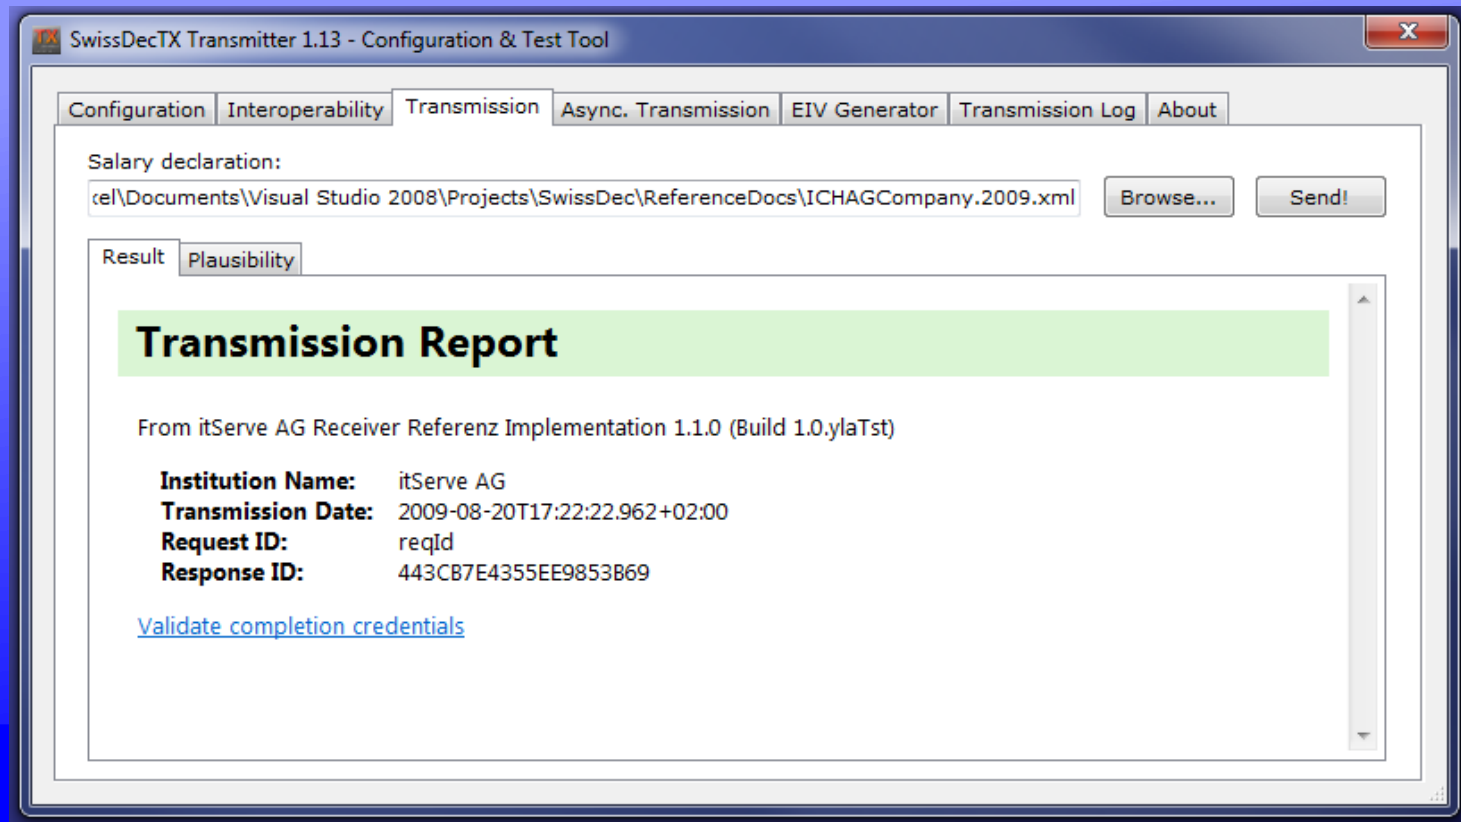 SwissDecTX Transmitter 1.13 - Configuration & Test Tool
Configuration Interoperability Transmission Async. Transmission EIV Generator Transmission Log About
Salary declaration:
el\Documents\Visual Studio 2008\Projects\SwissDec\ReferenceDocs\ICHAGCompany.2009.xml Browse... Send!
Result Plausibility
Transmission Report
From itServe AG Receiver Referenz Implementation 1.1.0 (Build 1.0.ylaTst)
Institution Name: itServe AG
Transmission Date: 2009-08-20T17:22:22.962+02:00
Request ID: reqId
Response ID: 443CB7E4355EE9853B69
Validate completion credentials